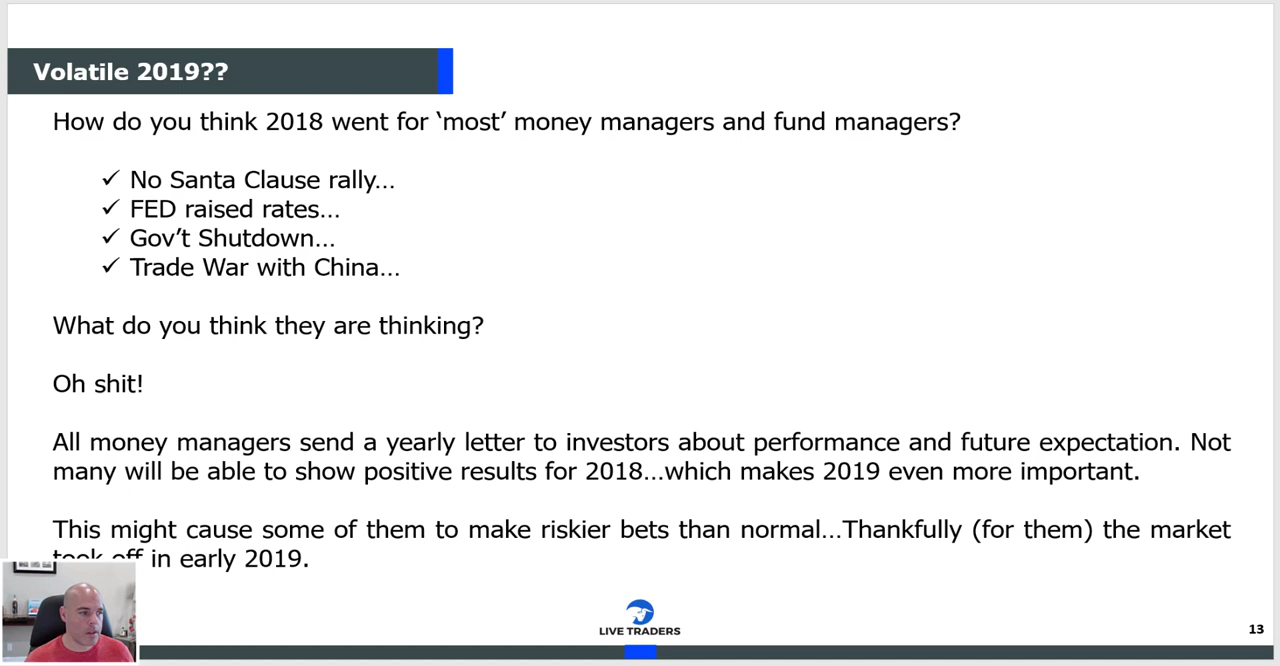 Volatile 2019??
How do you think 2018 went for ‘most’ money managers and fund managers?
✓ No Santa Clause rally…
✓ FED raised rates…
✓ Gov’t Shutdown…
✓ Trade War with China…
What do you think they are thinking?
Oh shit!
All money managers send a yearly letter to investors about performance and future expectation. Not
many will be able to show positive results for 2018…which makes 2019 even more important.
This might cause some of them to make riskier bets than normal…Thankfully (for them) the market
took off in early 2019.
LIVE TRADERS
13